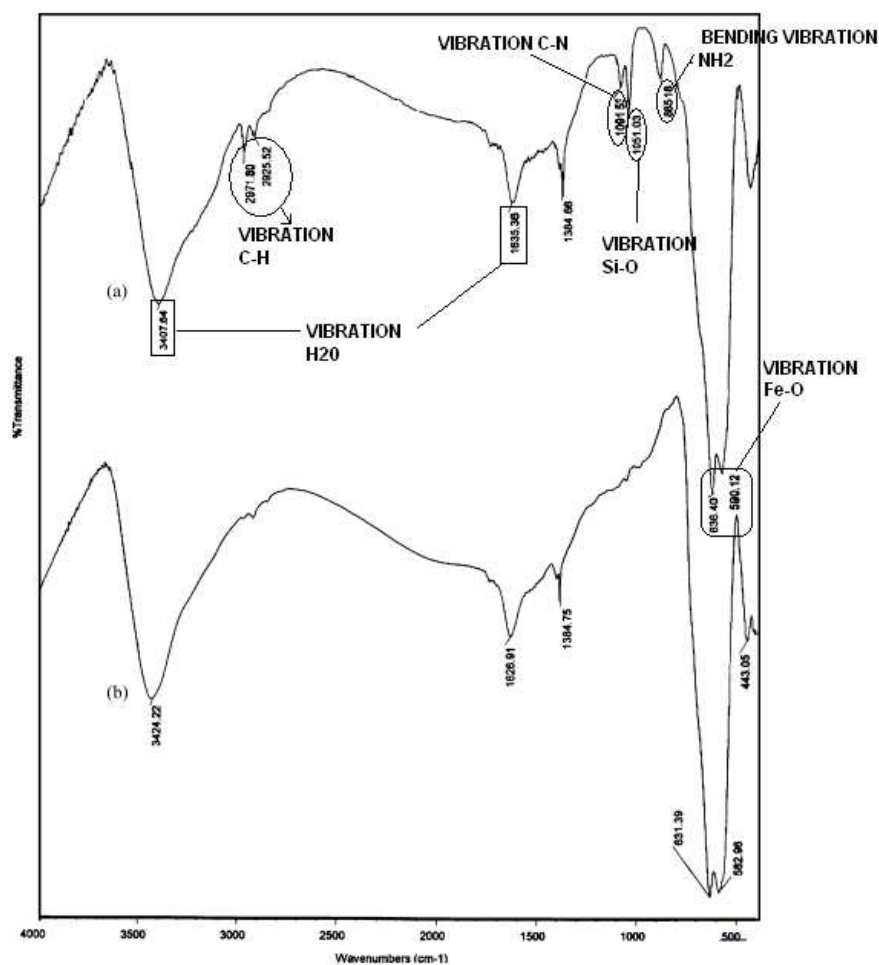 VIBRATION C-N
BENDING VIBRATION
NH2
1091.53
1051.03
885.18
2971.80
2925.52
VIBRATION
C-H
1635.36
1384.66
VIBRATION
Si-O
(a)
3407.64
VIBRATION
H20
VIBRATION
Fe-O
%Transmittance
636.40
590.12
(b)
3424.22
1626.91
1384.75
443.05
631.39
582.96
4000
3500
3000
2500
2000
1500
1000
500
Wavenumbers (cm-1)